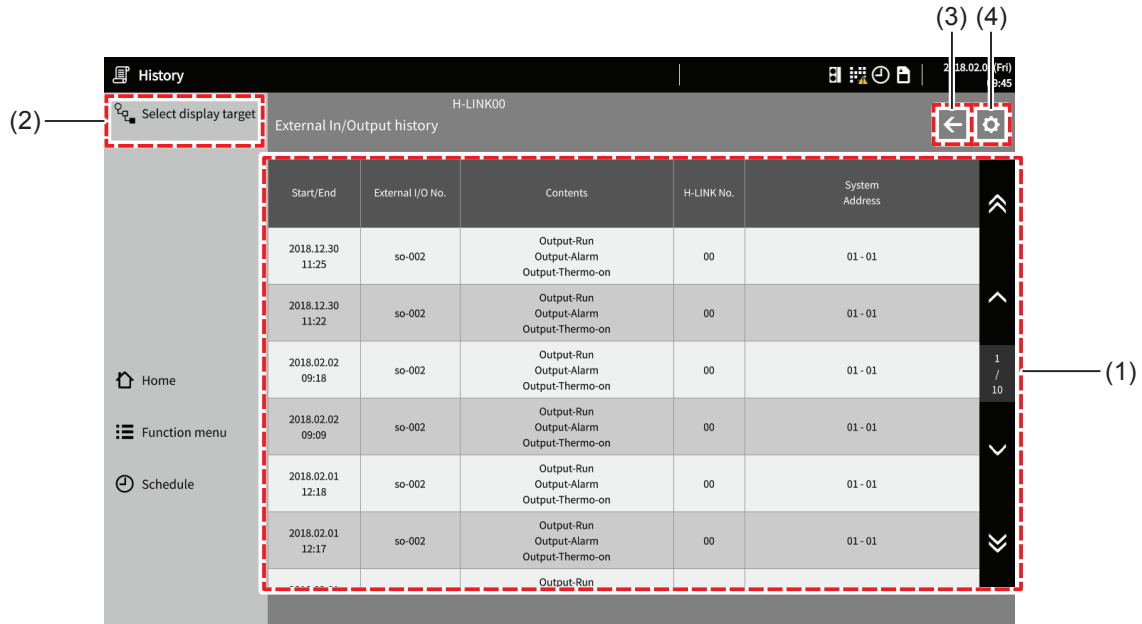 (3) (4)
History
(Fri)
Select display target
(2)
H-LINK00
External In/Output history
Start/End External I/O No. Contents H-LINK No. System
Address
2018.12.30
11:25
so-002
Output-Run
Output-Alarm
Output-Thermo-on
00
01 - 01
2018.12.30
11:22
so-002
Output-Run
Output-Alarm
Output-Thermo-on
00
01 - 01
2018.02.02
09:18
so-002
Output-Run
Output-Alarm
Output-Thermo-on
00
01 - 01
1
/
10
(1)
Home
2018.02.02
09:09
so-002
Output-Run
Output-Alarm
Output-Thermo-on
00
01 - 01
Function menu
2018.02.01
12:18
so-002
Output-Run
Output-Alarm
Output-Thermo-on
00
01 - 01
Schedule
2018.02.01
12:17
so-002
Output-Run
Output-Alarm
Output-Thermo-on
00
01 - 01
Output-Run